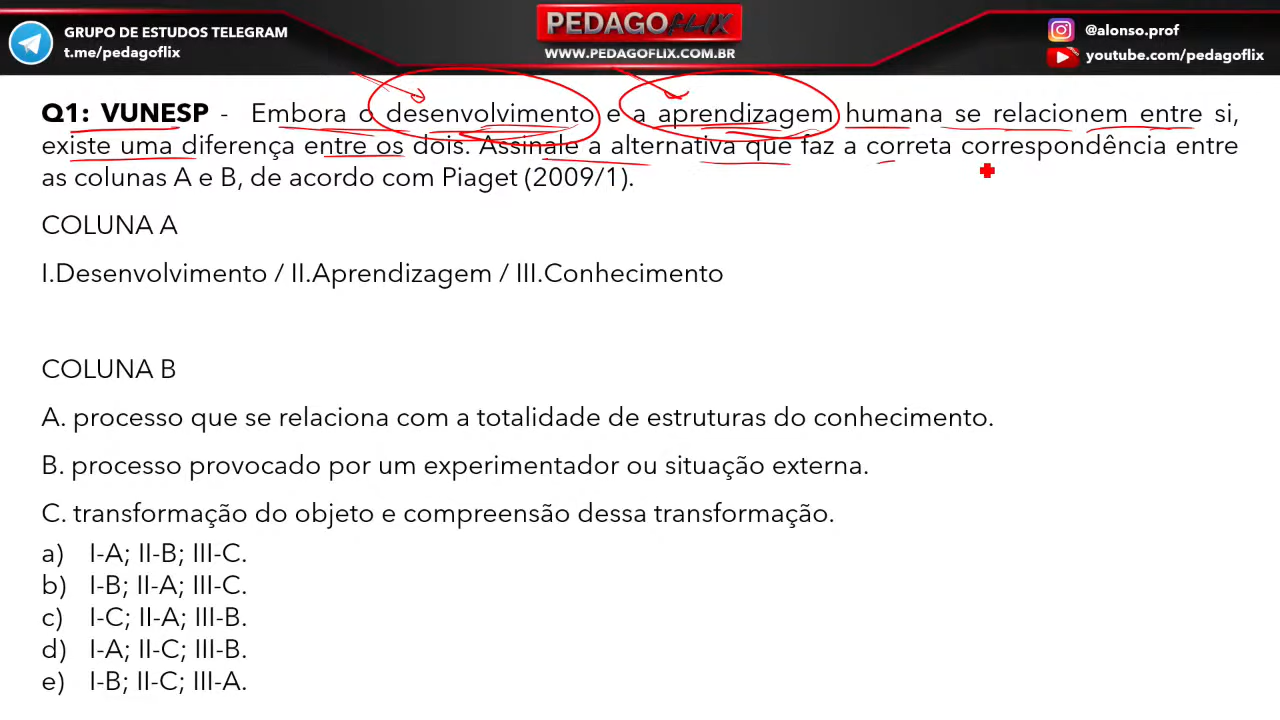 GRUPO DE ESTUDOS TELEGRAM
t.me/pedagoflix
PEDAGOFLIX
WWW.PEDAGOFLIX.COM.BR
@alonso.prof
youtube.com/pedagoflix
Q1: VUNESP - Embora o desenvolvimento e a aprendizagem humana se relacionem entre si,
existe uma diferença entre os dois. Assinale a alternativa que faz a correta correspondência entre
as colunas A e B, de acordo com Piaget (2009/1).
COLUNA A
I.Desenvolvimento / II.Aprendizagem / III.Conhecimento
COLUNA B
A. processo que se relaciona com a totalidade de estruturas do conhecimento.
B. processo provocado por um experimentador ou situação externa.
C. transformação do objeto e compreensão dessa transformação.
a) I-A; II-B; III-C.
b) I-B; II-A; III-C.
c) I-C; II-A; III-B.
d) I-A; II-C; III-B.
e) I-B; II-C; III-A.